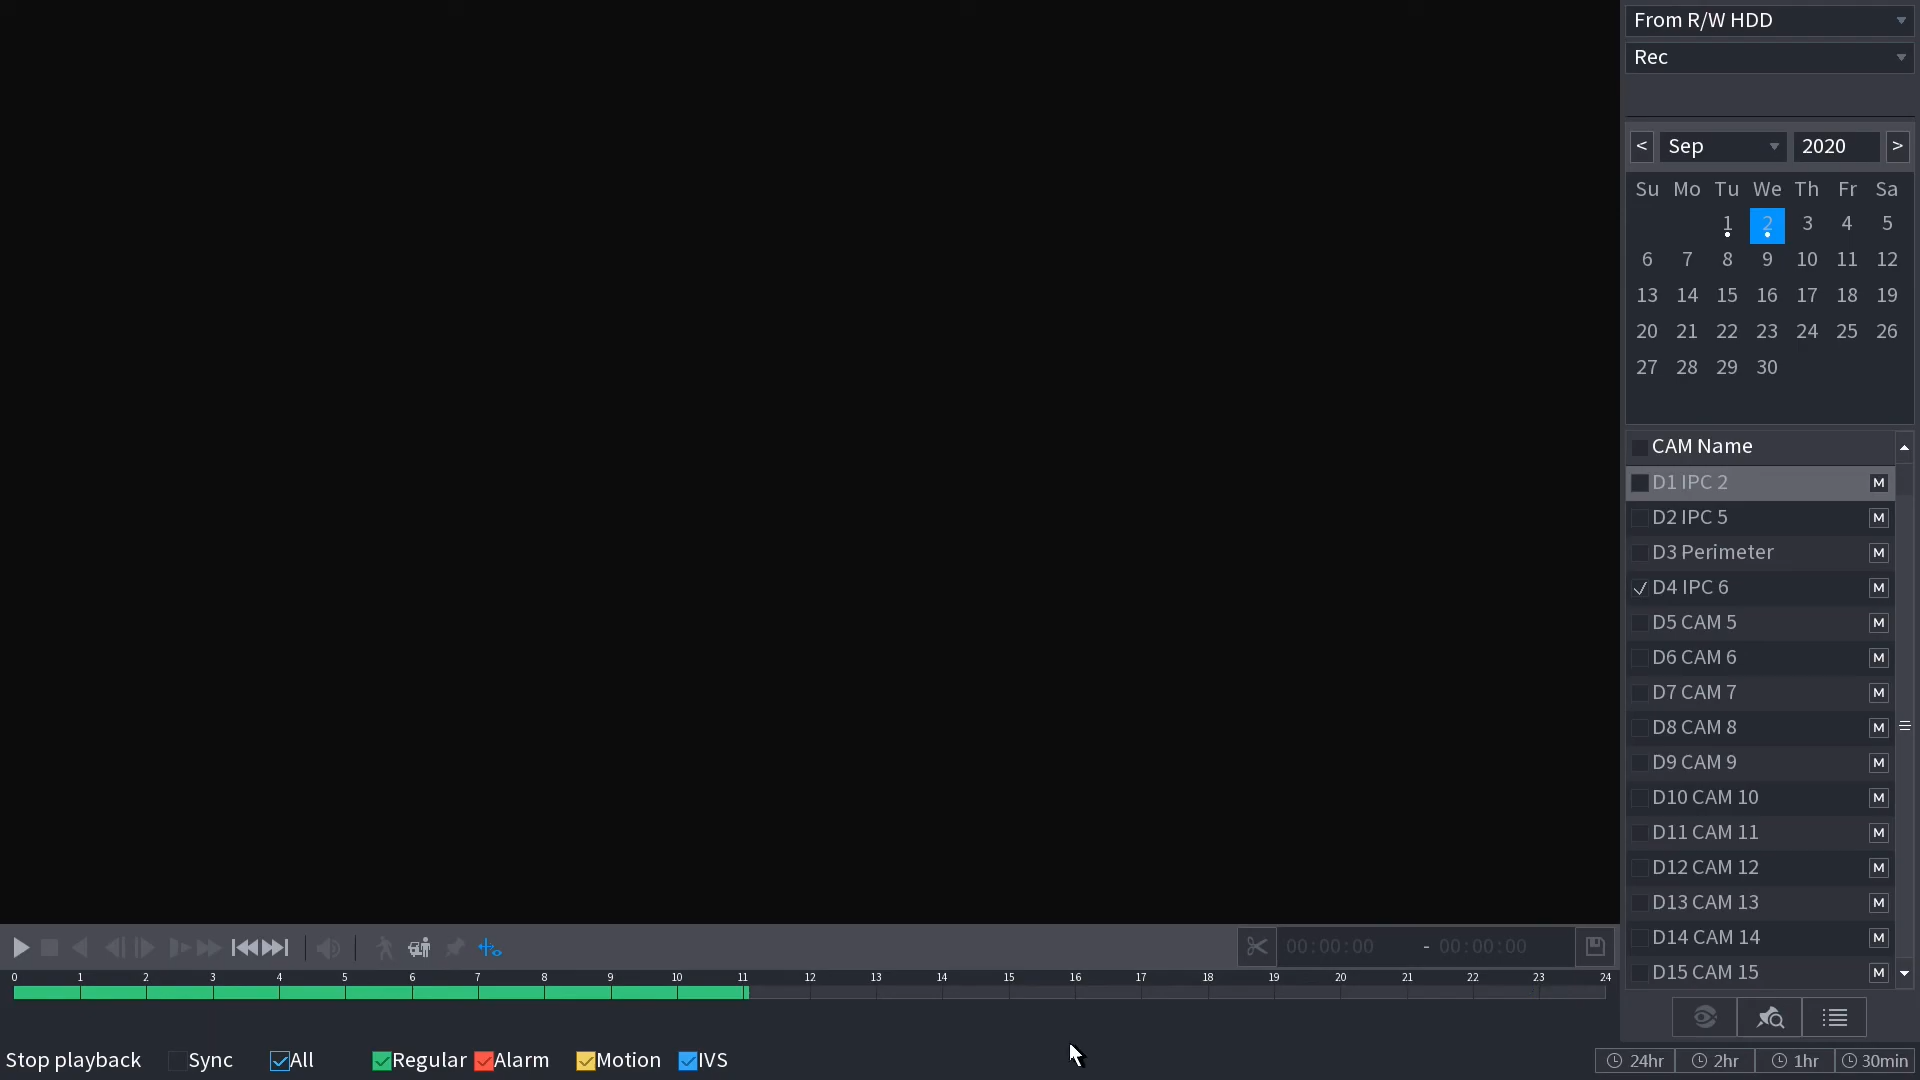 From R/W HDD
Rec
< Sep 2020 >
Su Mo Tu We Th Fr Sa
1 2 3 4 5
6 7 8 9 10 11 12
13 14 15 16 17 18 19
20 21 22 23 24 25 26
27 28 29 30
CAM Name
D1 IPC 2 M
D2 IPC 5 M
D3 Perimeter M
D4 IPC 6 M
D5 CAM 5 M
D6 CAM 6 M
D7 CAM 7 M
D8 CAM 8 M
D9 CAM 9 M
D10 CAM 10 M
D11 CAM 11 M
D12 CAM 12 M
D13 CAM 13 M
D14 CAM 14 M
D15 CAM 15 M
00:00:00 - 00:00:00
0 1 2 3 4 5 6 7 8 9 10 11 12 13 14 15 16 17 18 19 20 21 22 23 24
Stop playback Sync All Regular Alarm Motion IVS
24hr 2hr 1hr 30min